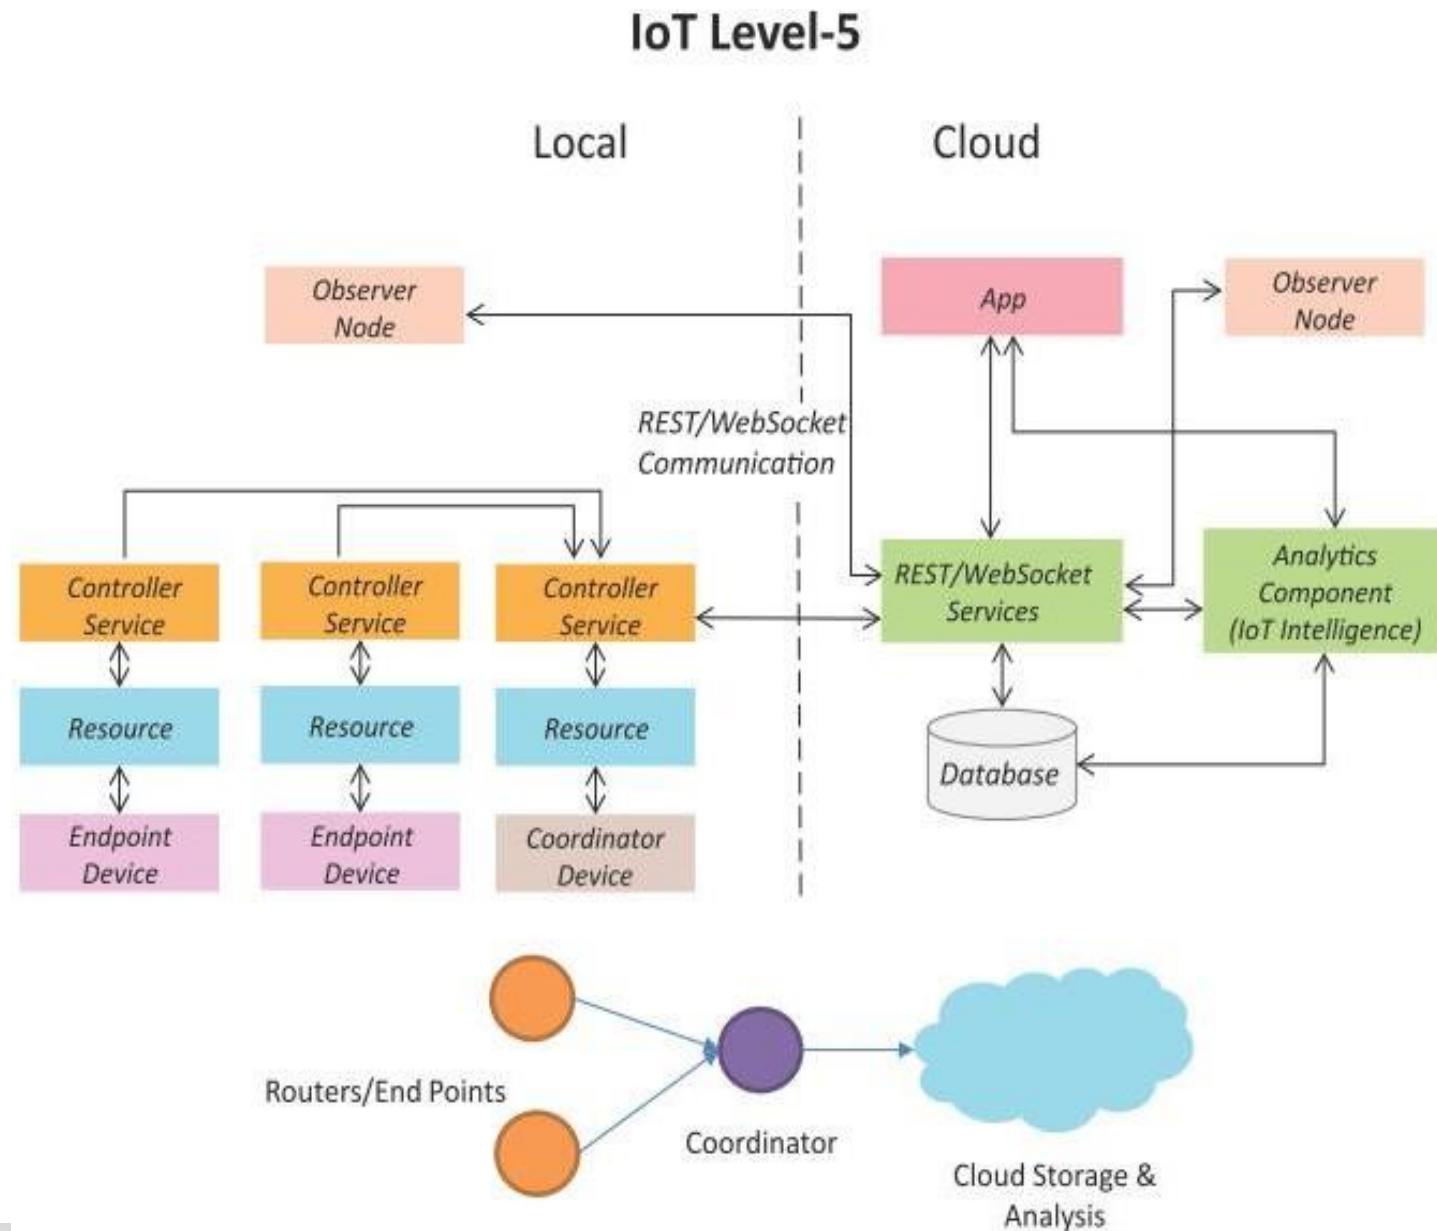 IoT Level-5
Local
Cloud
Observer
Node
App
Observer
Node
REST/WebSocket
Communication
Controller
Service
Controller
Service
Controller
Service
REST/WebSocket
Services
Analytics
Component
(IoT Intelligence)
Resource
Resource
Resource
Database
Endpoint
Device
Endpoint
Device
Coordinator
Device
Routers/End Points
Coordinator
Cloud Storage &
Analysis